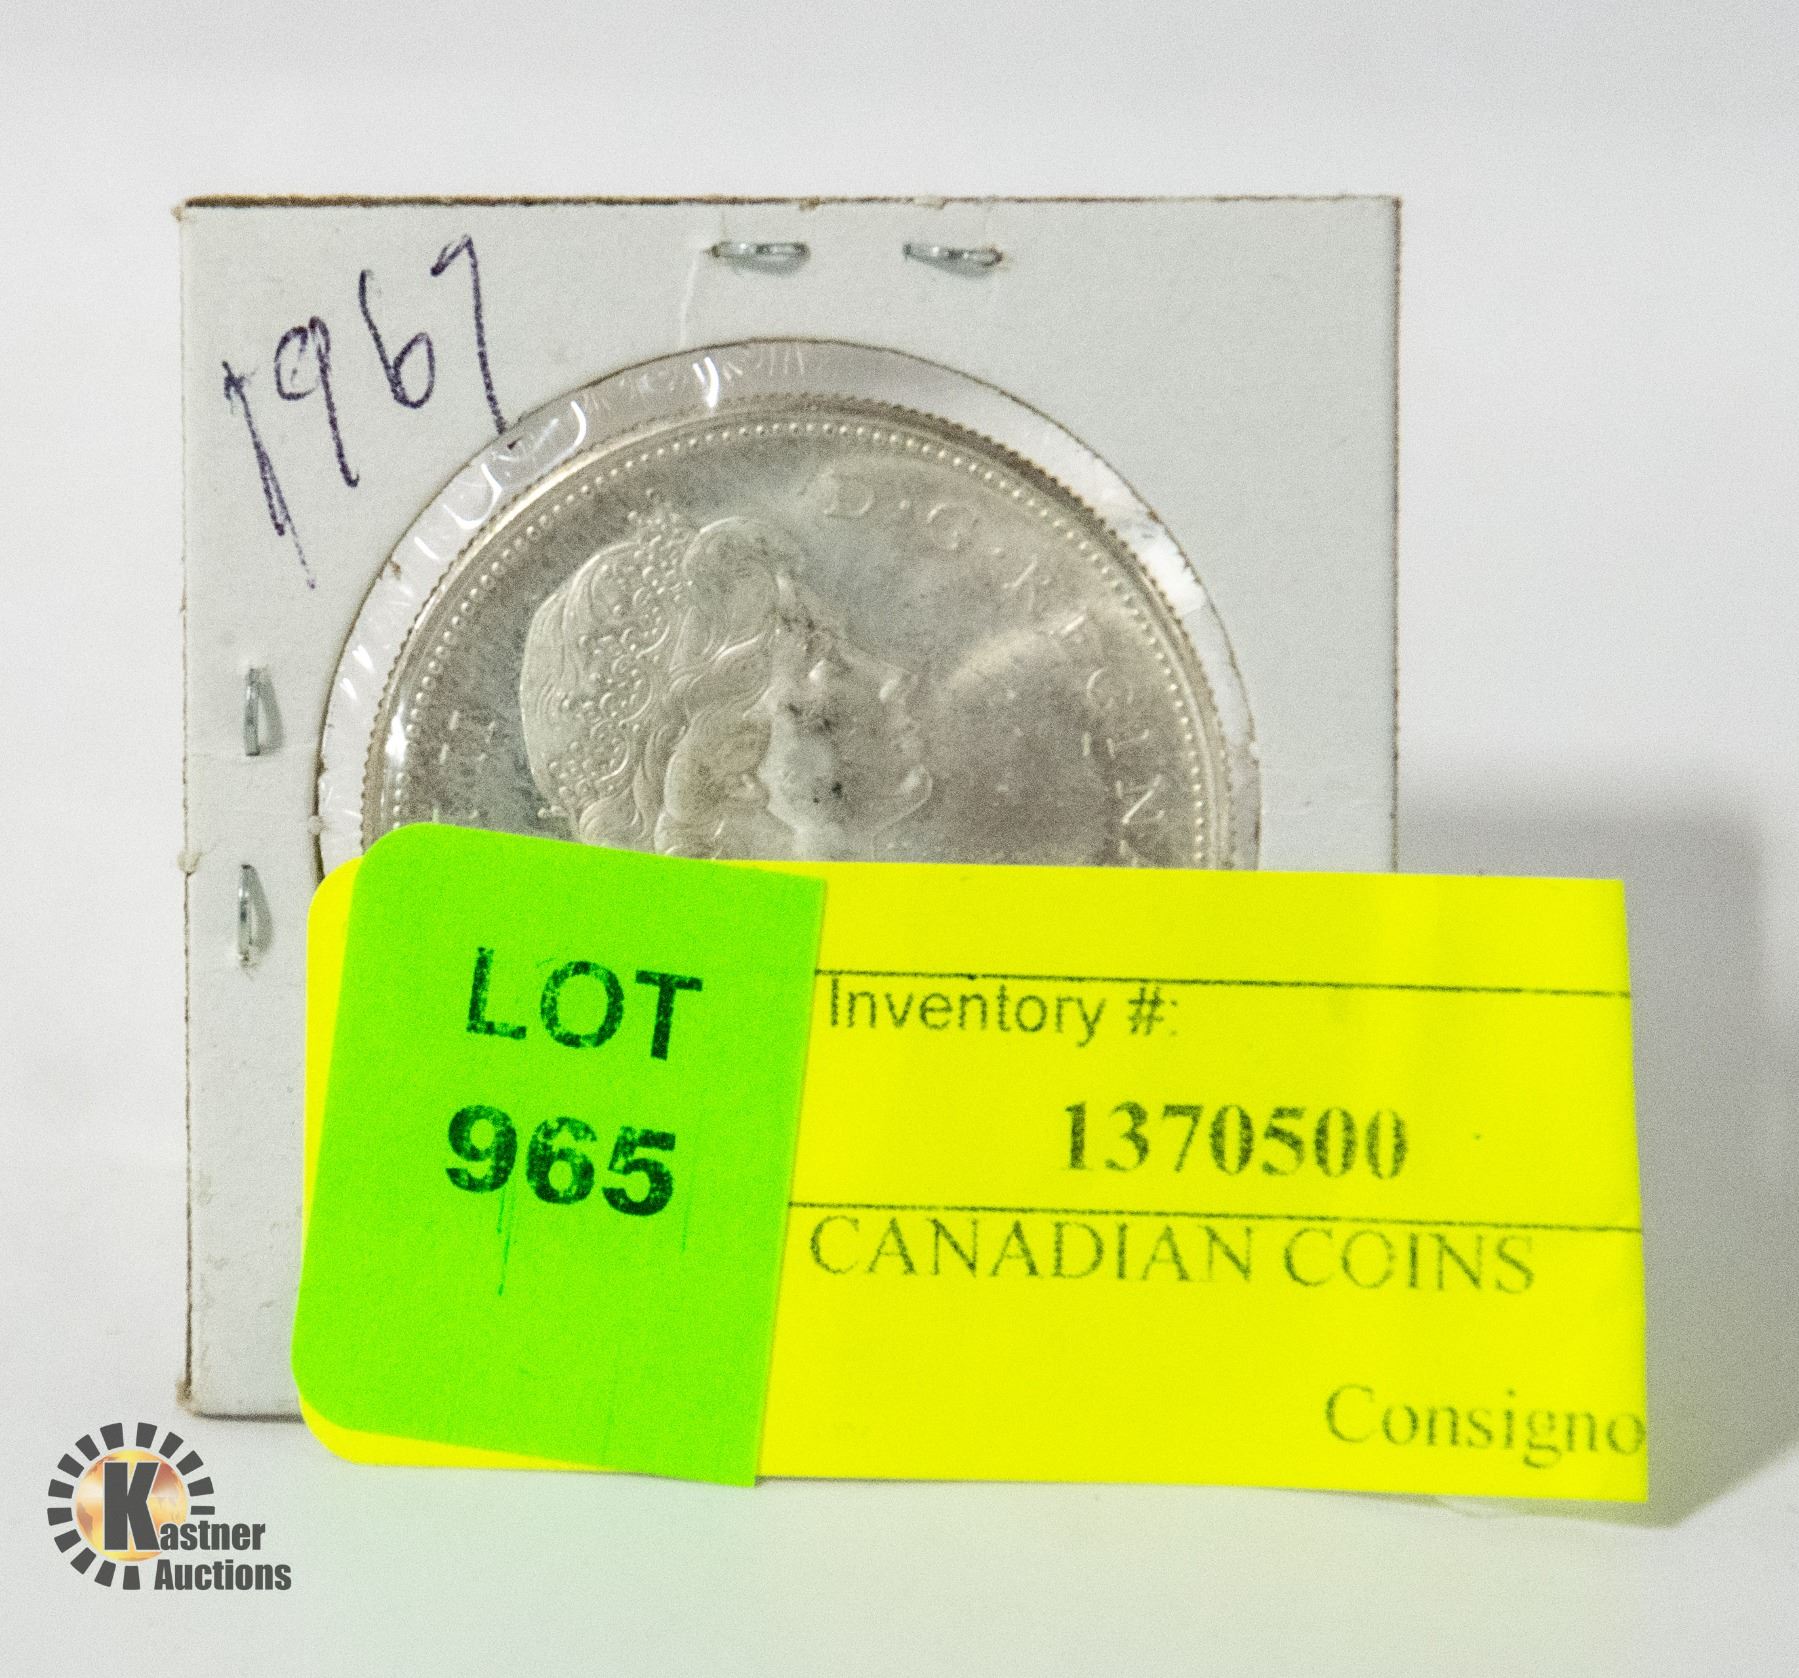 1967
D·G·REGINA
LOT
965
Inventory #:
1370500
CANADIAN COINS
Consigno
Kastner
Auctions